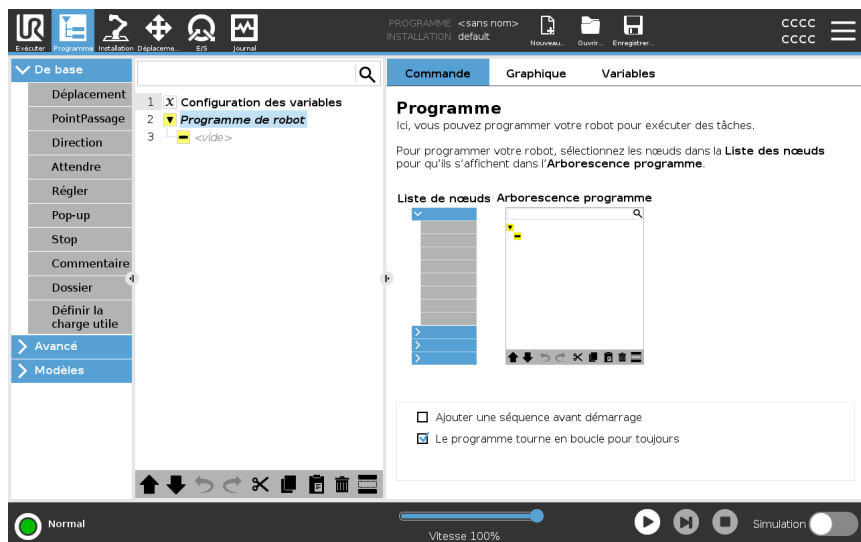 PROGRAMME <sans nom>
INSTALLATION default
UR
Exécuter Programme Installation Déplaceme... E/S Journal
Nouveau... Ouvrir... Enregistrer...
CCCC
CCCC
De base
Déplacement
PointPassage
Direction
Attendre
Régler
Pop-up
Stop
Commentaire
Dossier
Définir la
charge utile
Avancé
Modèles
1 X Configuration des variables
2 Programme de robot
3 <vide>
Commande Graphique Variables
Programme
Ici, vous pouvez programmer votre robot pour exécuter des tâches.
Pour programmer votre robot, sélectionnez les nœuds dans la Liste des nœuds
pour qu'ils s'affichent dans l'Arborescence programme.
Liste de nœuds Arborescence programme
Ajouter une séquence avant démarrage
Le programme tourne en boucle pour toujours
Normal
Vitesse 100%
Simulation